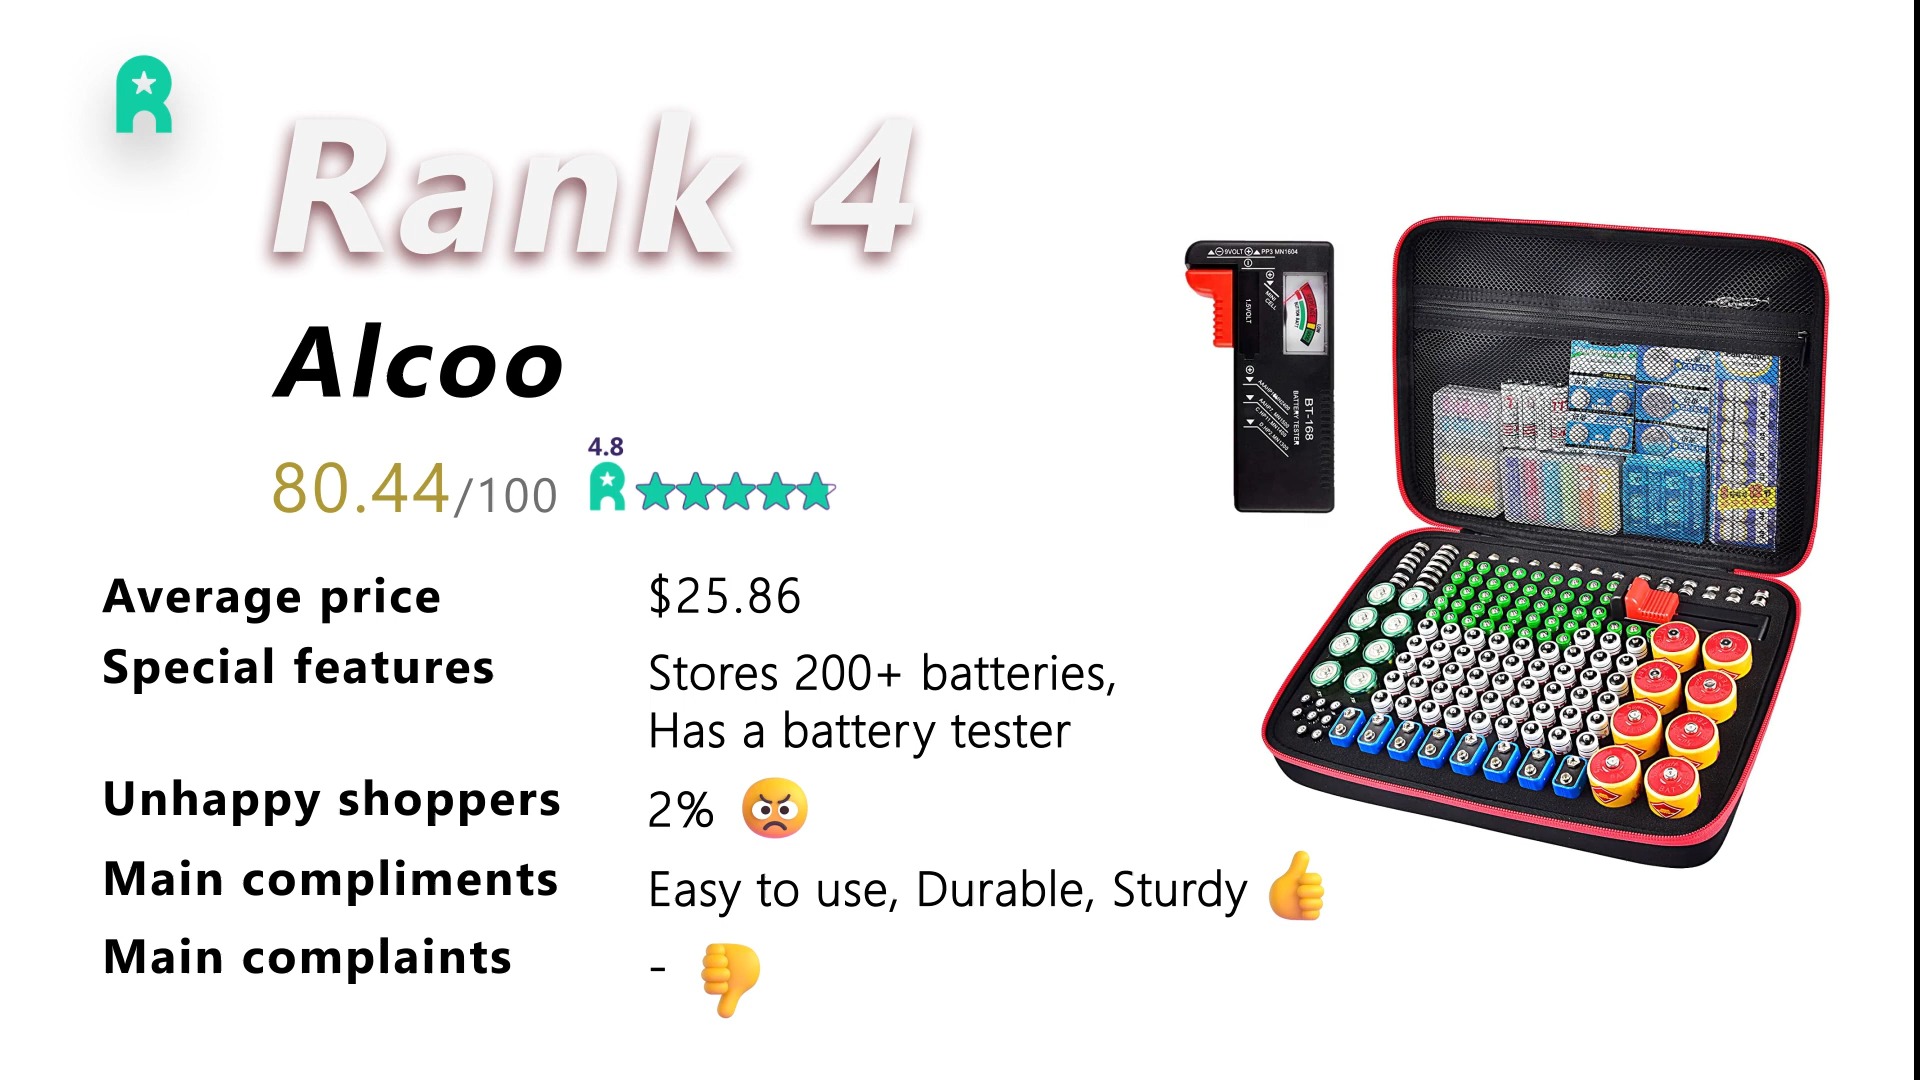 Rank 4
Alcoo
80.44/100
4.8
Average price
$25.86
Special features
Stores 200+ batteries,
Has a battery tester
Unhappy shoppers
2%
Main compliments
Easy to use, Durable, Sturdy
Main complaints
-
9VOLT PP3 MN1604
1.5VOLT
MINI
CELL
BT-168
BATTERY TESTER